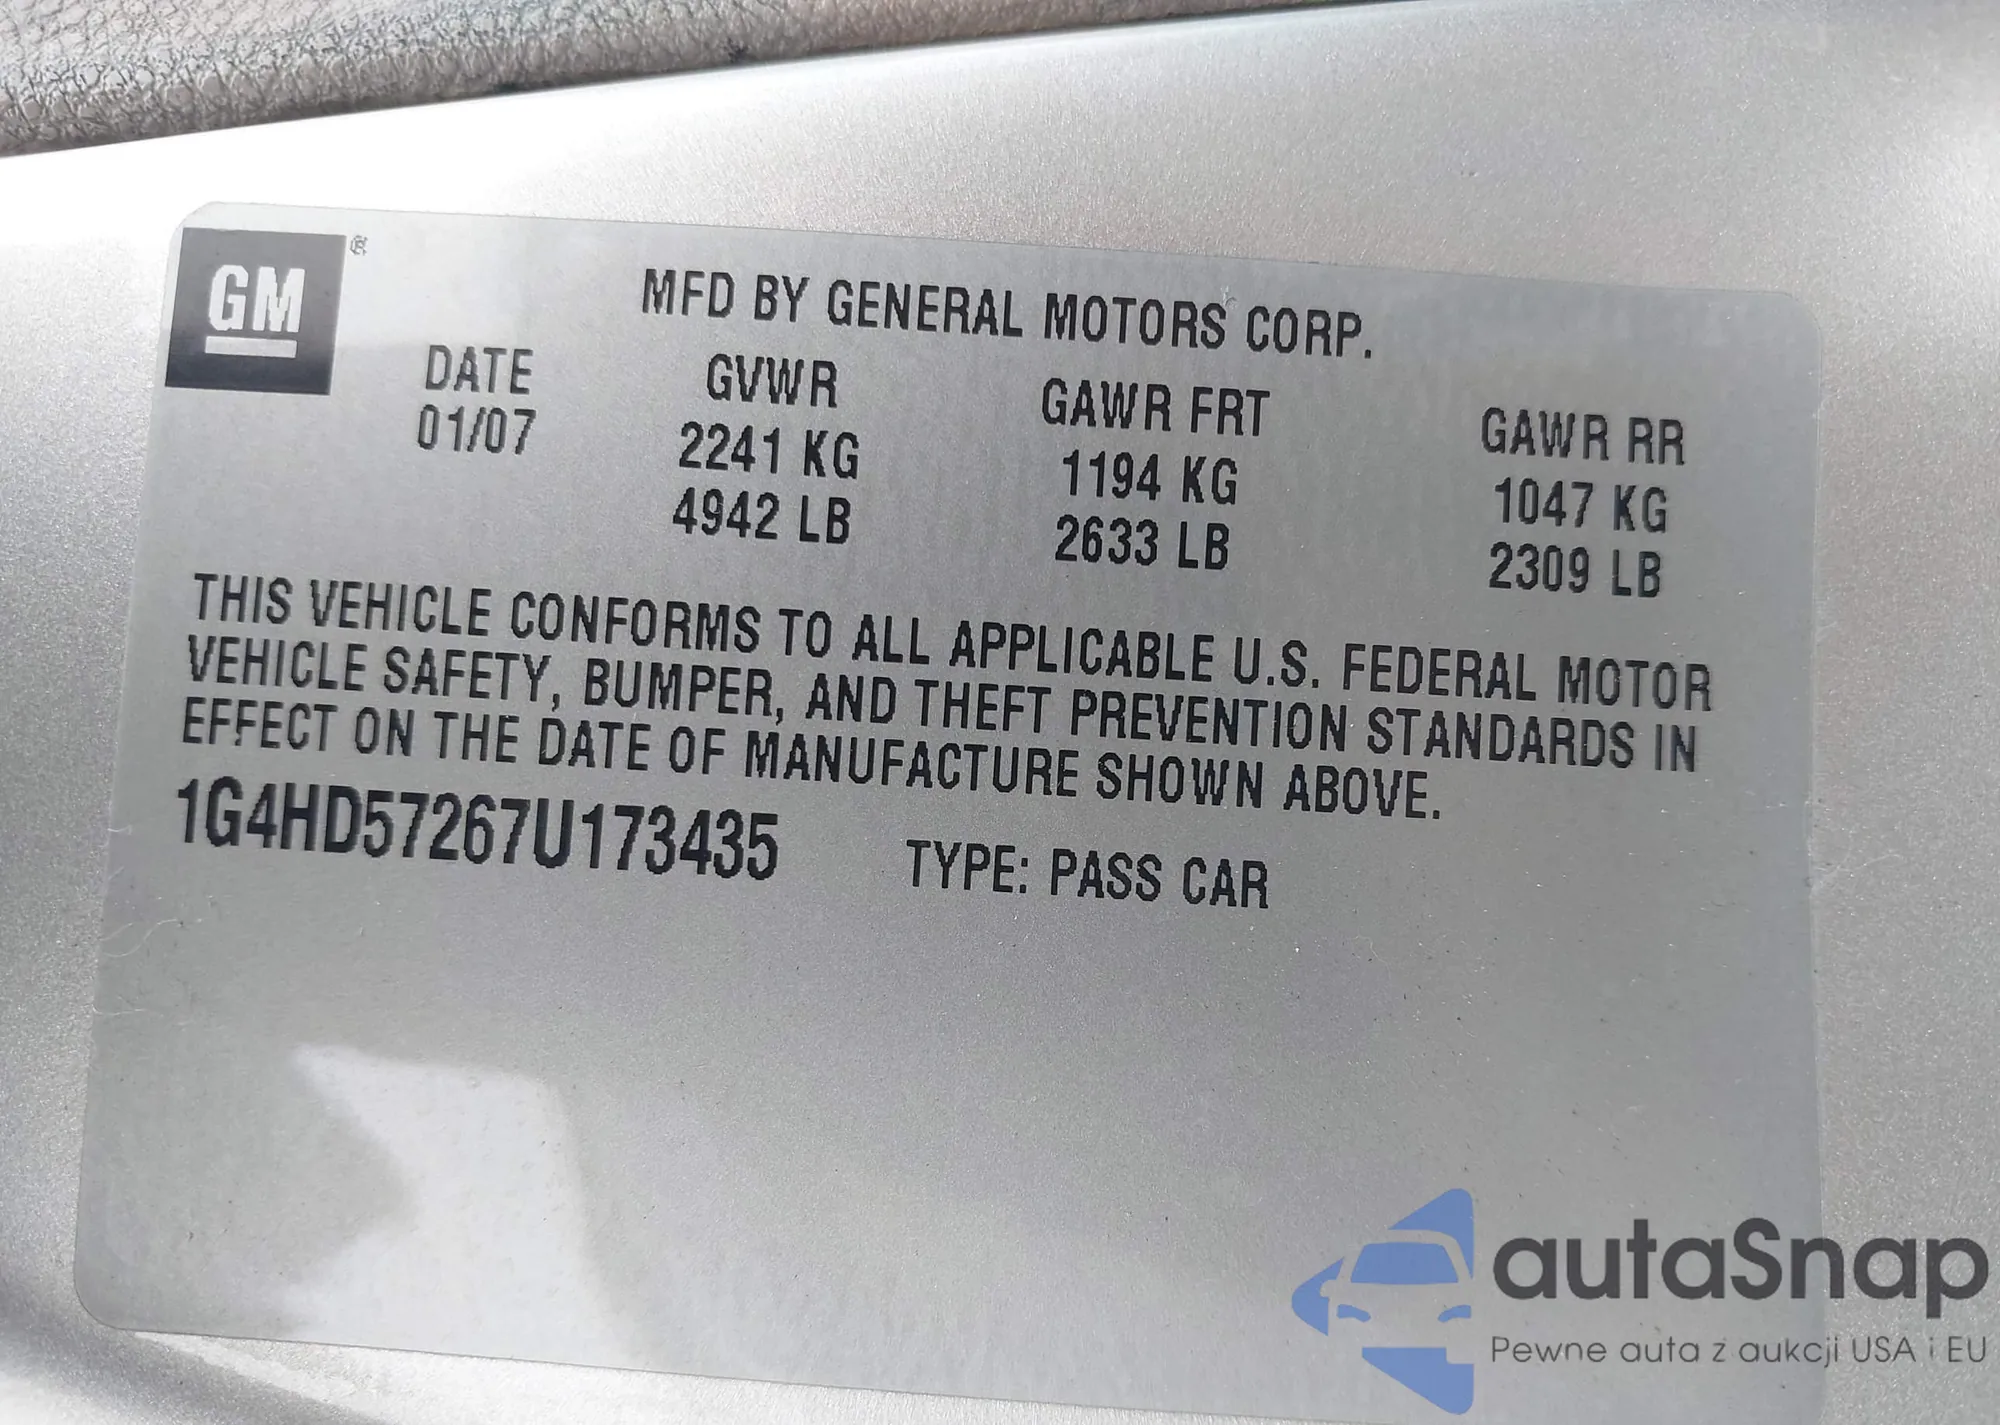 GM ®
MFD BY GENERAL MOTORS CORP.
DATE GVWR GAWR FRT GAWR RR
01/07 2241 KG 1194 KG 1047 KG
4942 LB 2633 LB 2309 LB
THIS VEHICLE CONFORMS TO ALL APPLICABLE U.S. FEDERAL MOTOR
VEHICLE SAFETY, BUMPER, AND THEFT PREVENTION STANDARDS IN
EFFECT ON THE DATE OF MANUFACTURE SHOWN ABOVE.
1G4HD57267U173435 TYPE: PASS CAR
autaSnap
Pewne auta z aukcji USA i EU